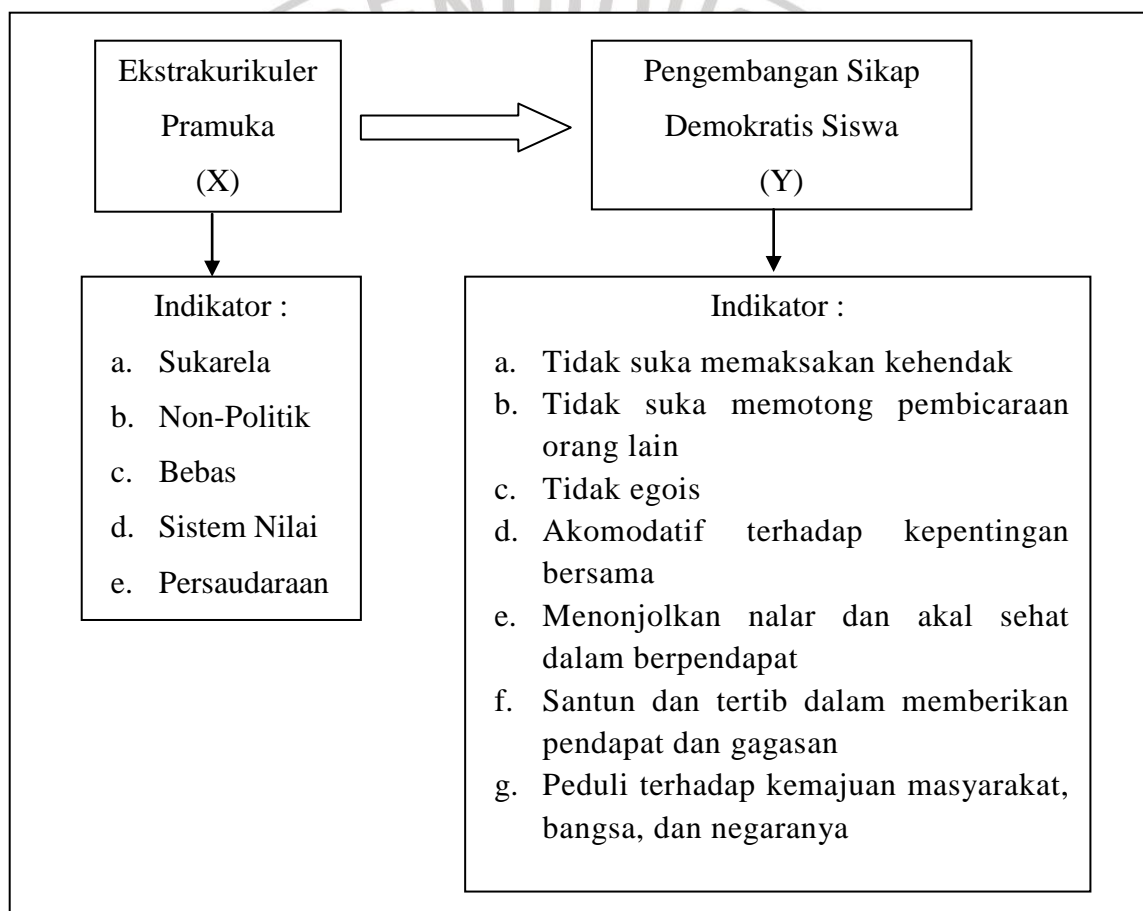 Ekstrakurikuler
Pramuka
(X)
Pengembangan Sikap
Demokratis Siswa
(Y)
Indikator :
a. Sukarela
b. Non-Politik
c. Bebas
d. Sistem Nilai
e. Persaudaraan
Indikator :
a. Tidak suka memaksakan kehendak
b. Tidak suka memotong pembicaraan
orang lain
c. Tidak egois
d. Akomodatif terhadap kepentingan
bersama
e. Menonjolkan nalar dan akal sehat
dalam berpendapat
f. Santun dan tertib dalam memberikan
pendapat dan gagasan
g. Peduli terhadap kemajuan masyarakat,
bangsa, dan negaranya